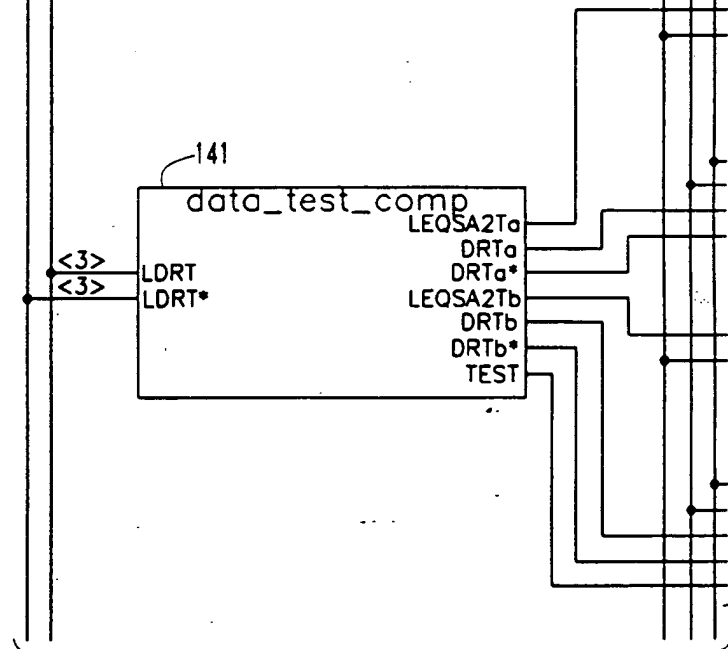 141
data_test_comp
LEQSA2Ta
DRTa
<3> LDRT DRTa*
<3> LDRT* LEQSA2Tb
DRTb
DRTb*
TEST